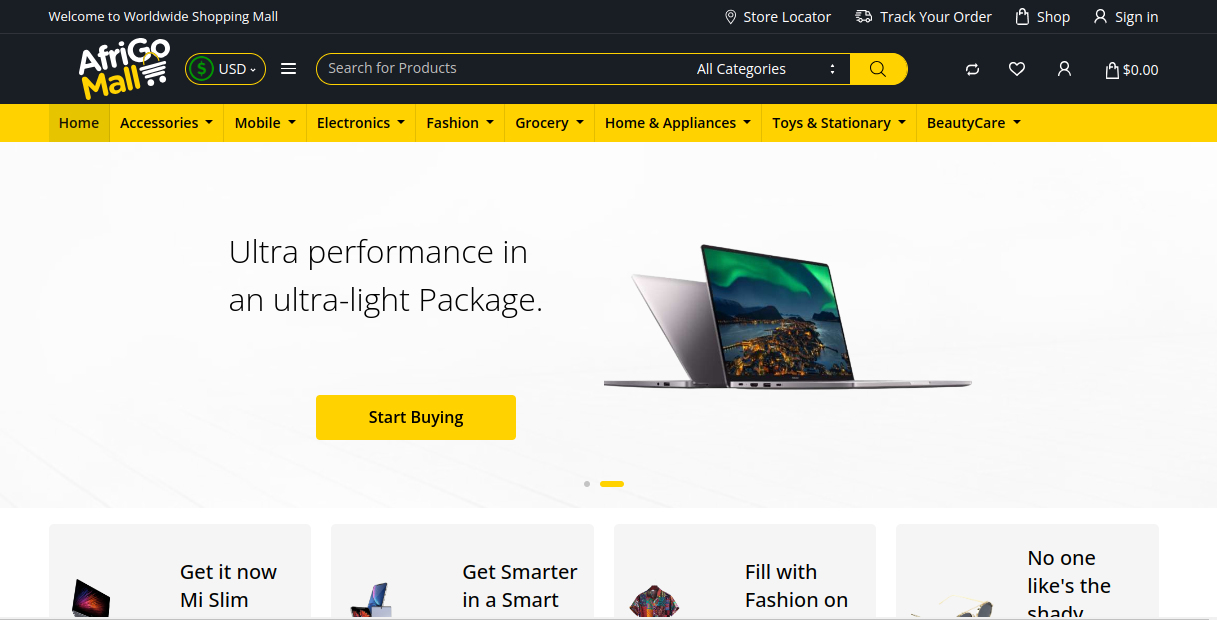 Welcome to Worldwide Shopping Mall
Store Locator
Track Your Order
Shop
Sign in
AfriGo
Mall
$ USD
Search for Products
All Categories
$0.00
Home
Accessories
Mobile
Electronics
Fashion
Grocery
Home & Appliances
Toys & Stationary
BeautyCare
Ultra performance in
an ultra-light Package.
Start Buying
Get it now
Mi Slim
Get Smarter
in a Smart
Fill with
Fashion on
No one
like's the
shady